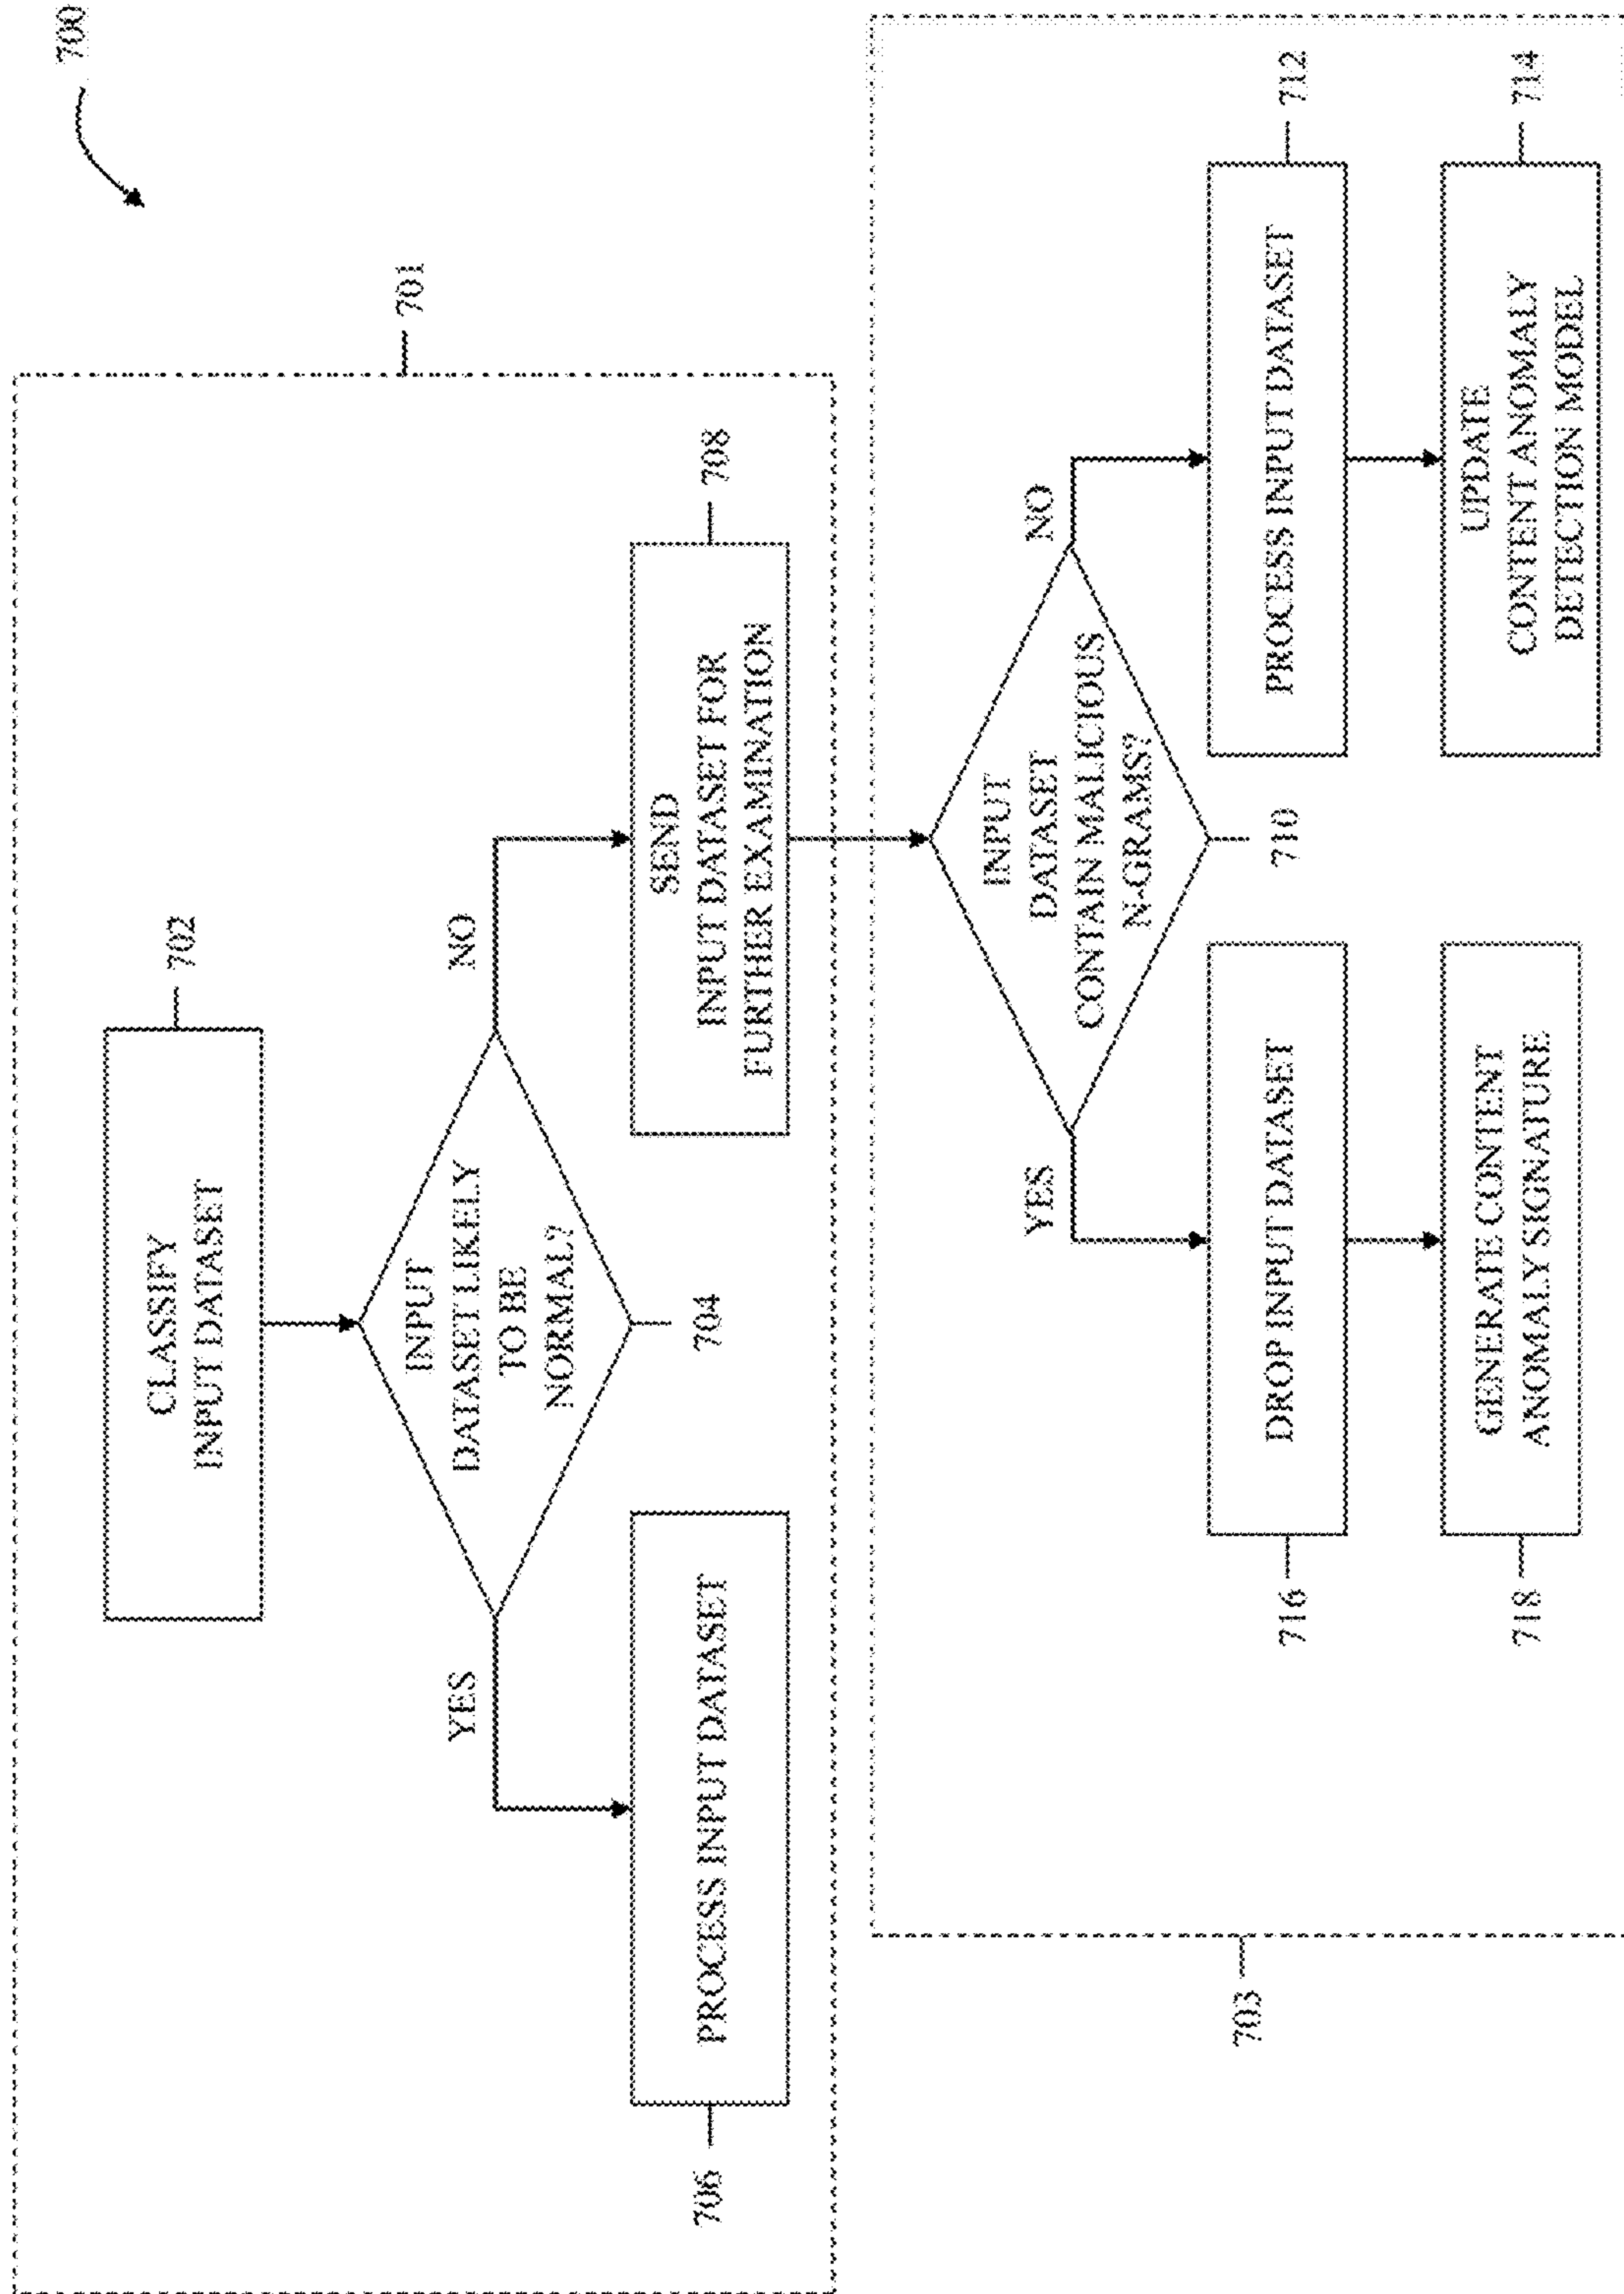 700
701
CLASSIFY
INPUT DATASET
702
INPUT
DATASET LIKELY
TO BE
NORMAL?
704
YES
NO
PROCESS INPUT DATASET
706
SEND
INPUT DATASET FOR
FURTHER EXAMINATION
708
703
INPUT
DATASET
CONTAIN MALICIOUS
N-GRAMS?
710
YES
NO
DROP INPUT DATASET
716
PROCESS INPUT DATASET
712
GENERATE CONTENT
ANOMALY SIGNATURE
718
UPDATE
CONTENT ANOMALY
DETECTION MODEL
714